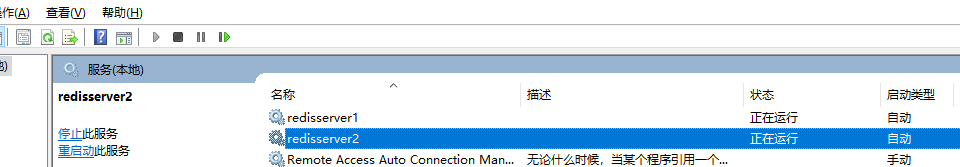 操作(A) 查看(V) 帮助(H)
服务(本地)
redisserver2
停止此服务
重启动此服务
名称 描述 状态 启动类型
redisserver1 正在运行 自动
redisserver2 正在运行 自动
Remote Access Auto Connection Man... 无论什么时候，当某个程序引用一个... 手动